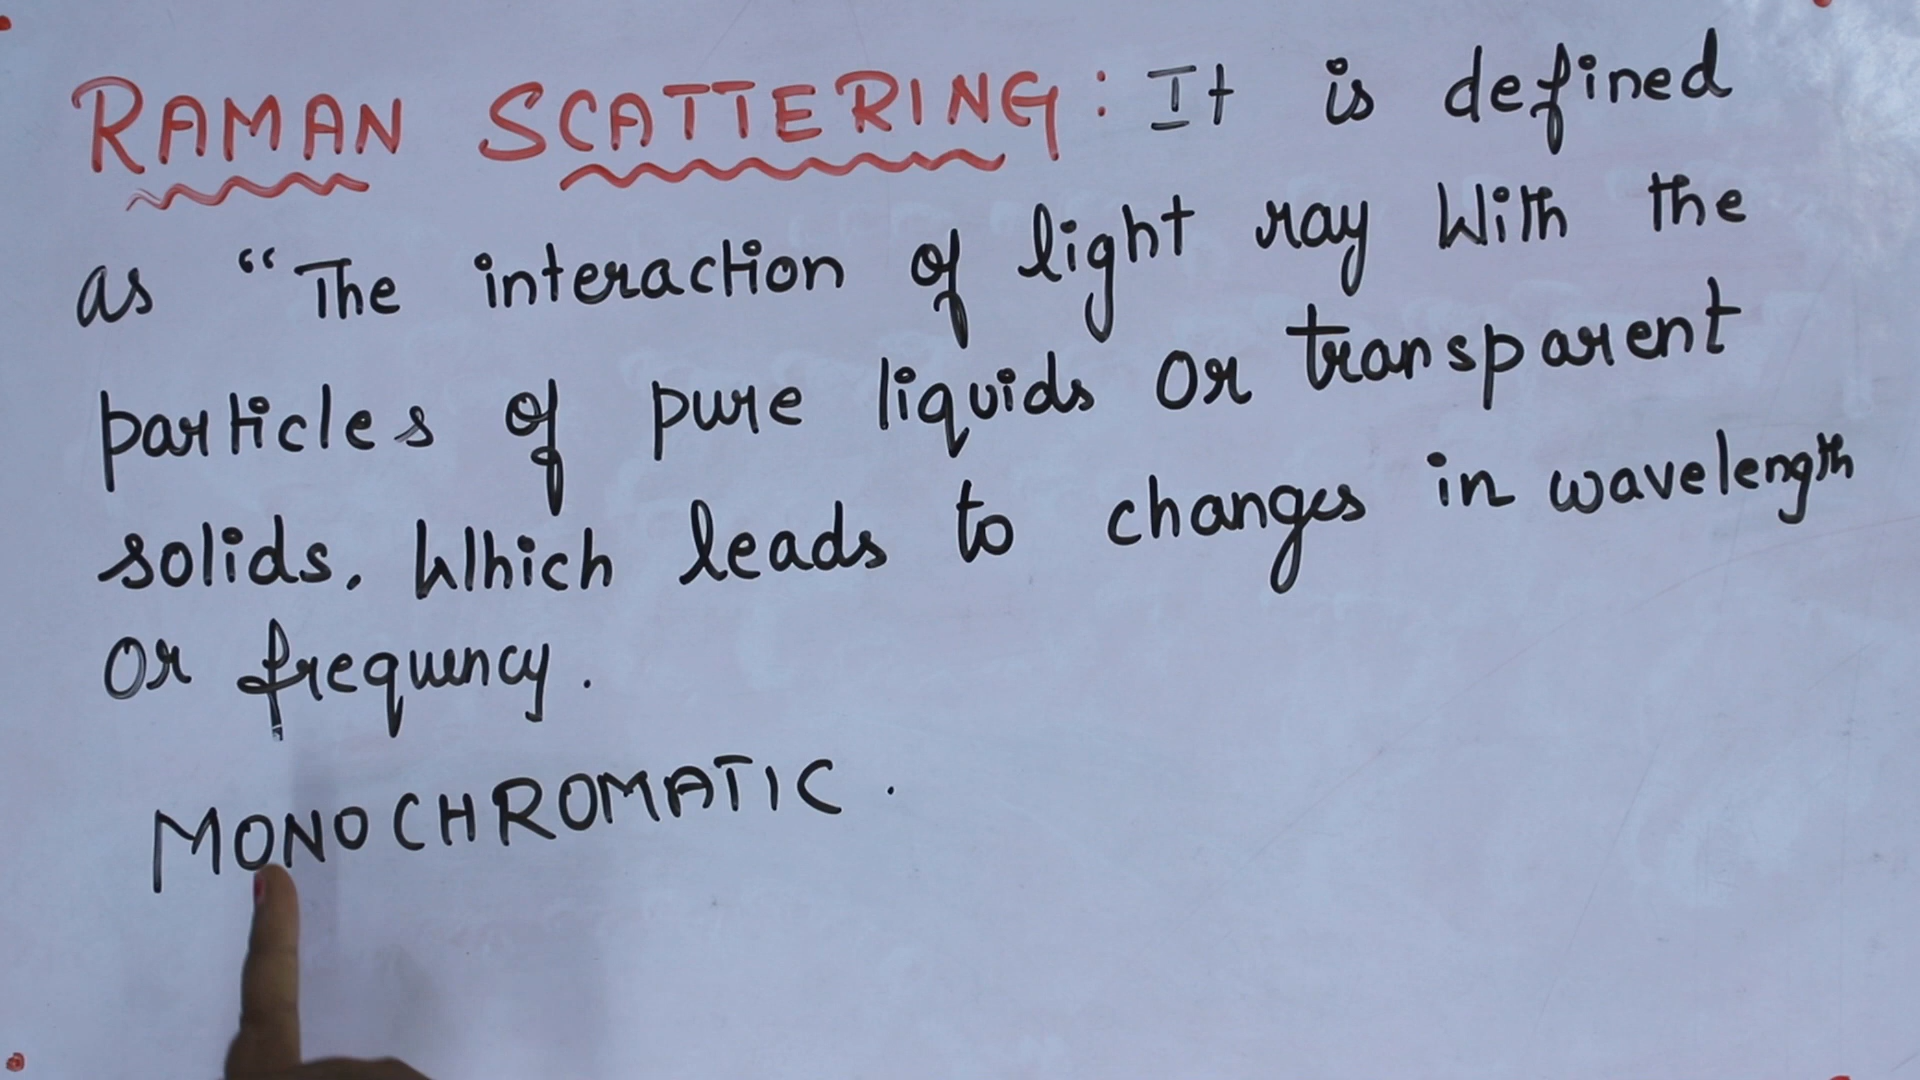 RAMAN SCATTERING: It is defined
as "The interaction of light ray With the
particles of pure liquids or transparent
solids. Which leads to changes in wavelength
or frequency.
MONOCHROMATIC.